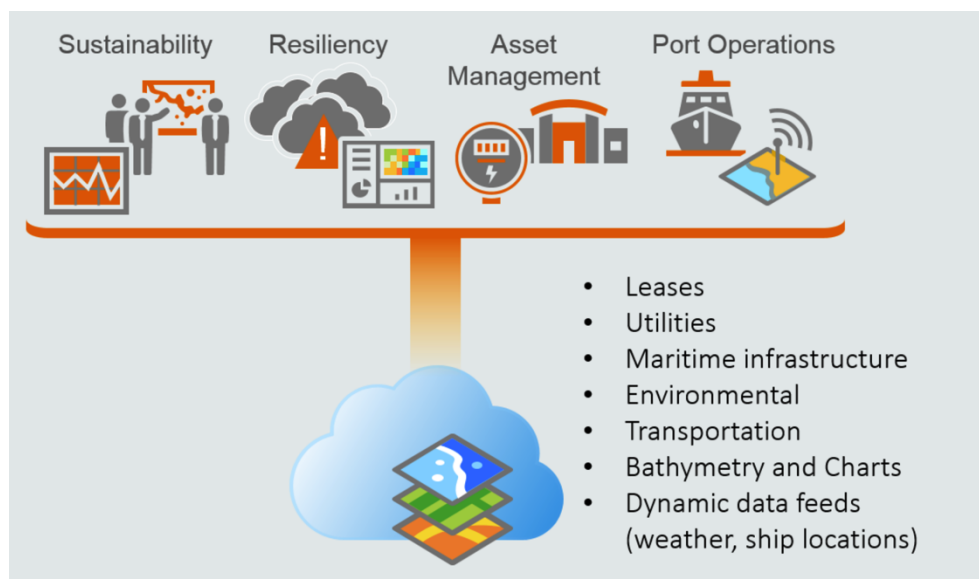 Sustainability
Resiliency
Asset
Management
Port Operations
!
• Leases
• Utilities
• Maritime infrastructure
• Environmental
• Transportation
• Bathymetry and Charts
• Dynamic data feeds
(weather, ship locations)